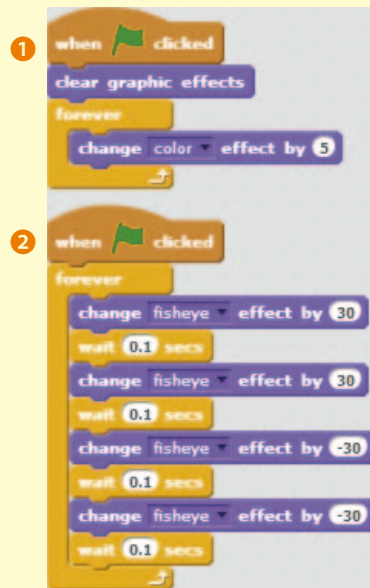 1
when clicked
clear graphic effects
forever
change color effect by 5
2
when clicked
forever
change fisheye effect by 30
wait 0.1 secs
change fisheye effect by 30
wait 0.1 secs
change fisheye effect by -30
wait 0.1 secs
change fisheye effect by -30
wait 0.1 secs